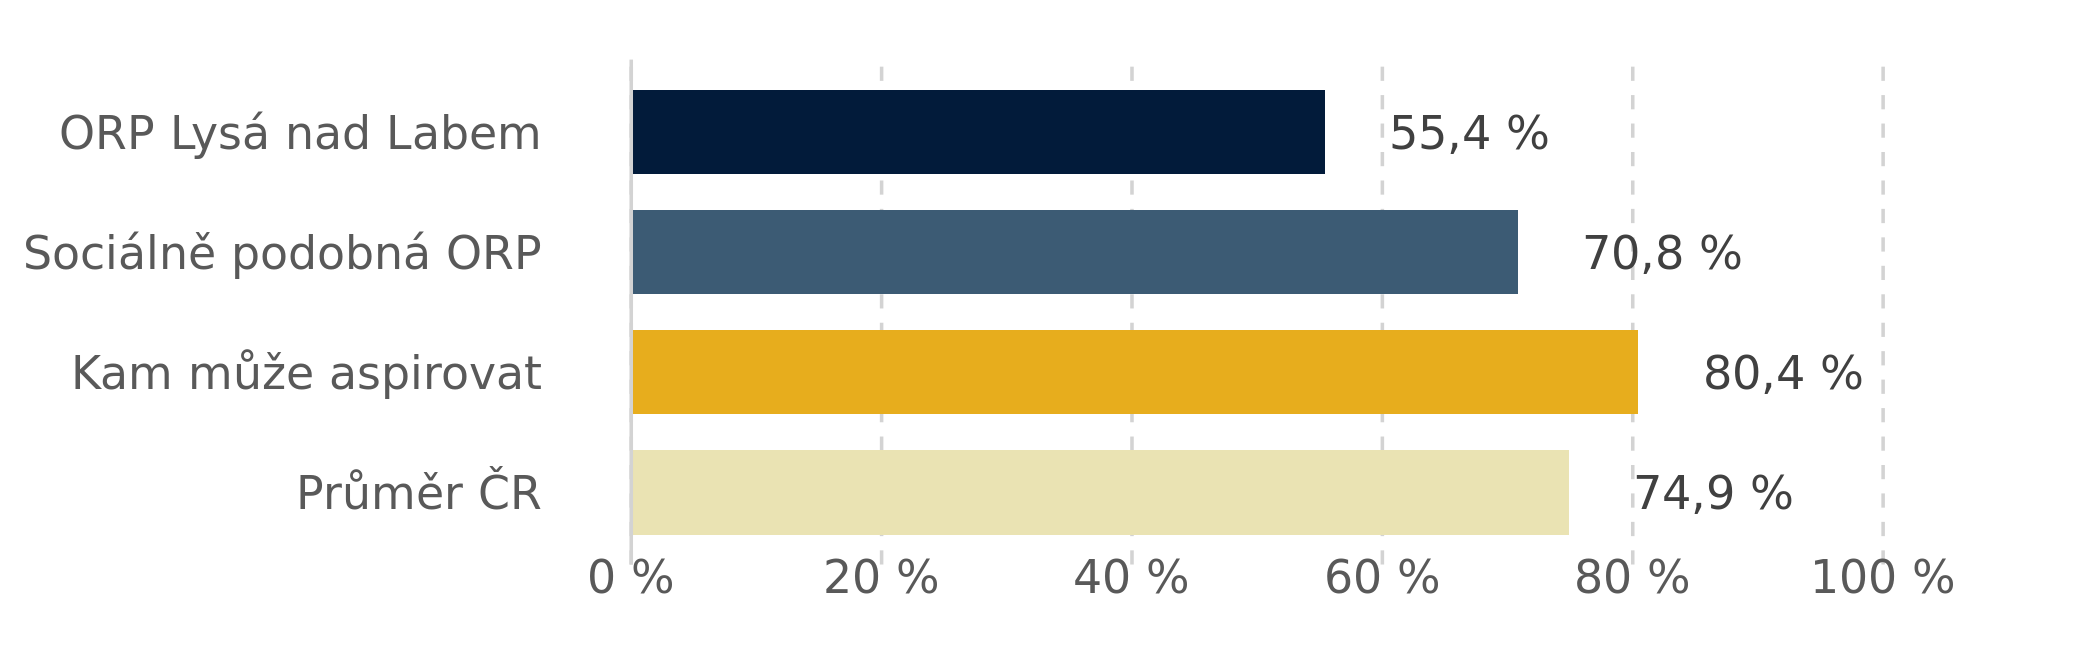 ORP Lysá nad Labem
55,4 %
Sociálně podobná ORP
70,8 %
Kam může aspirovat
80,4 %
Průměr ČR
74,9 %
0 %
20 %
40 %
60 %
80 %
100 %